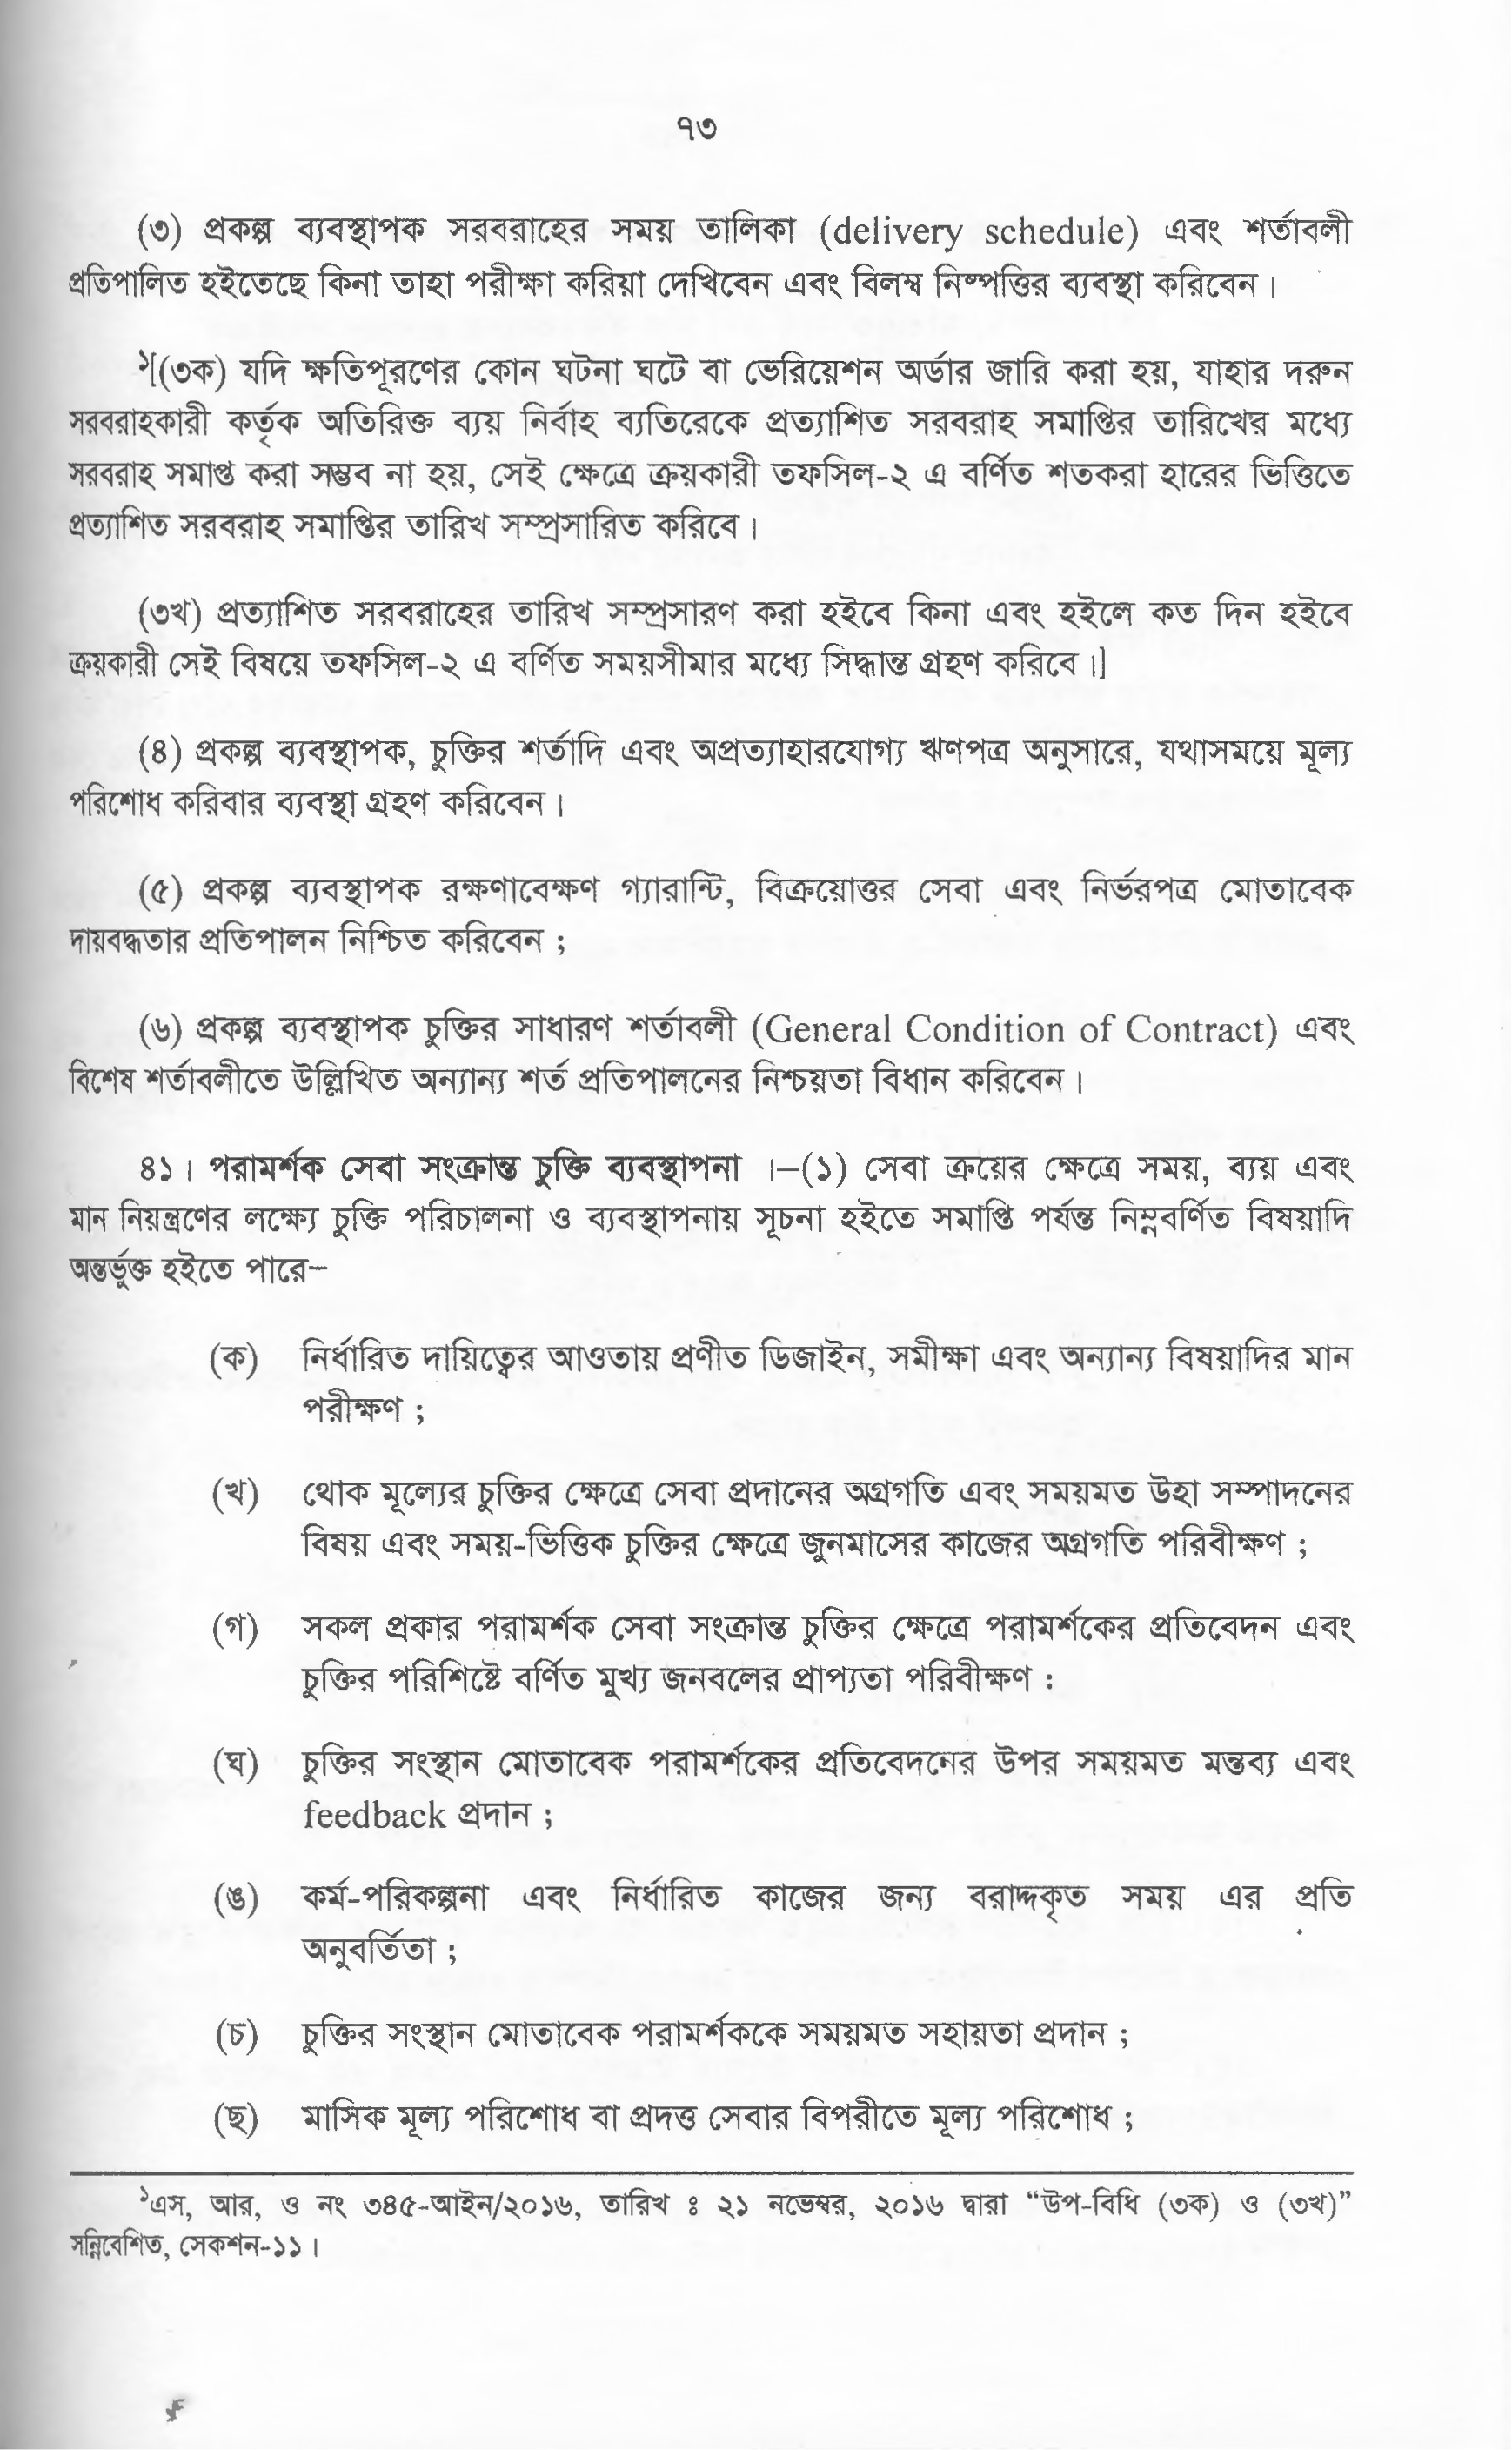 ৭৩
(৩) প্রকল্প ব্যবস্থাপক সরবরাহের সময় তালিকা (delivery schedule) এবং শর্তাবলী
প্রতিপালিত হইতেছে কিনা তাহা পরীক্ষা করিয়া দেখিবেন এবং বিলম্ব নিষ্পত্তির ব্যবস্থা করিবেন।
১[(৩ক) যদি ক্ষতিপূরণের কোন ঘটনা ঘটে বা ভেরিয়েশন অর্ডার জারি করা হয়, যাহার দরুন
সরবরাহকারী কর্তৃক অতিরিক্ত ব্যয় নির্বাহ ব্যতিরেকে প্রত্যাশিত সরবরাহ সমাপ্তির তারিখের মধ্যে
সরবরাহ সমাপ্ত করা সম্ভব না হয়, সেই ক্ষেত্রে ক্রয়কারী তফসিল-২ এ বর্ণিত শতকরা হারের ভিত্তিতে
প্রত্যাশিত সরবরাহ সমাপ্তির তারিখ সম্প্রসারিত করিবে।
(৩খ) প্রত্যাশিত সরবরাহের তারিখ সম্প্রসারণ করা হইবে কিনা এবং হইলে কত দিন হইবে
ক্রয়কারী সেই বিষয়ে তফসিল-২ এ বর্ণিত সময়সীমার মধ্যে সিদ্ধান্ত গ্রহণ করিবে।]
(৪) প্রকল্প ব্যবস্থাপক, চুক্তির শর্তাদি এবং অপ্রত্যাহারযোগ্য ঋণপত্র অনুসারে, যথাসময়ে মূল্য
পরিশোধ করিবার ব্যবস্থা গ্রহণ করিবেন।
(৫) প্রকল্প ব্যবস্থাপক রক্ষণাবেক্ষণ গ্যারান্টি, বিক্রয়োত্তর সেবা এবং নির্ভরপত্র মোতাবেক
দায়বদ্ধতার প্রতিপালন নিশ্চিত করিবেন ;
(৬) প্রকল্প ব্যবস্থাপক চুক্তির সাধারণ শর্তাবলী (General Condition of Contract) এবং
বিশেষ শর্তাবলীতে উল্লিখিত অন্যান্য শর্ত প্রতিপালনের নিশ্চয়তা বিধান করিবেন।
৪১। পরামর্শক সেবা সংক্রান্ত চুক্তি ব্যবস্থাপনা ।–(১) সেবা ক্রয়ের ক্ষেত্রে সময়, ব্যয় এবং
মান নিয়ন্ত্রণের লক্ষ্যে চুক্তি পরিচালনা ও ব্যবস্থাপনায় সূচনা হইতে সমাপ্তি পর্যন্ত নিম্নবর্ণিত বিষয়াদি
অন্তর্ভুক্ত হইতে পারে–
(ক) নির্ধারিত দায়িত্বের আওতায় প্রণীত ডিজাইন, সমীক্ষা এবং অন্যান্য বিষয়াদির মান
পরীক্ষণ ;
(খ) থোক মূল্যের চুক্তির ক্ষেত্রে সেবা প্রদানের অগ্রগতি এবং সময়মত উহা সম্পাদনের
বিষয় এবং সময়-ভিত্তিক চুক্তির ক্ষেত্রে জুনমাসের কাজের অগ্রগতি পরিবীক্ষণ ;
(গ) সকল প্রকার পরামর্শক সেবা সংক্রান্ত চুক্তির ক্ষেত্রে পরামর্শকের প্রতিবেদন এবং
চুক্তির পরিশিষ্টে বর্ণিত মুখ্য জনবলের প্রাপ্যতা পরিবীক্ষণ :
(ঘ) চুক্তির সংস্থান মোতাবেক পরামর্শকের প্রতিবেদনের উপর সময়মত মন্তব্য এবং
feedback প্রদান ;
(ঙ) কর্ম-পরিকল্পনা এবং নির্ধারিত কাজের জন্য বরাদ্দকৃত সময় এর প্রতি
অনুবর্তিতা ;
(চ) চুক্তির সংস্থান মোতাবেক পরামর্শককে সময়মত সহায়তা প্রদান ;
(ছ) মাসিক মূল্য পরিশোধ বা প্রদত্ত সেবার বিপরীতে মূল্য পরিশোধ ;
১এস, আর, ও নং ৩৪৫-আইন/২০১৬, তারিখ ঃ ২১ নভেম্বর, ২০১৬ দ্বারা “উপ-বিধি (৩ক) ও (৩খ)”
সন্নিবেশিত, সেকশন-১১।